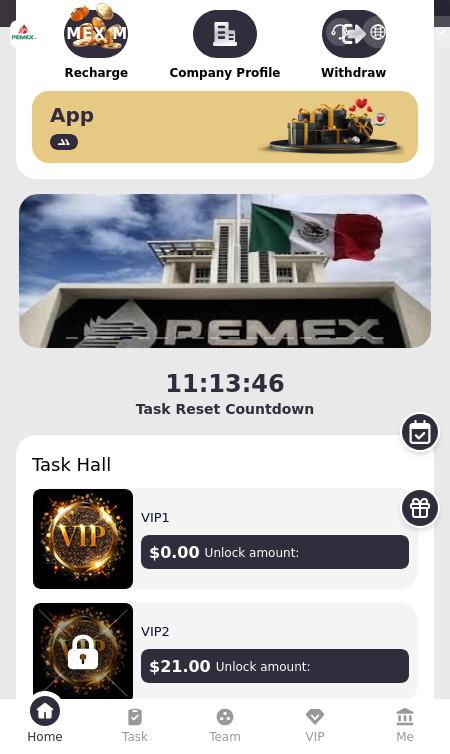 PEMEX
MEX M
Recharge
Company Profile
Withdraw
App
PEMEX
11:13:46
Task Reset Countdown
Task Hall
VIP
VIP1
$0.00 Unlock amount:
VIP
VIP2
$21.00 Unlock amount:
Home
Task
Team
VIP
Me